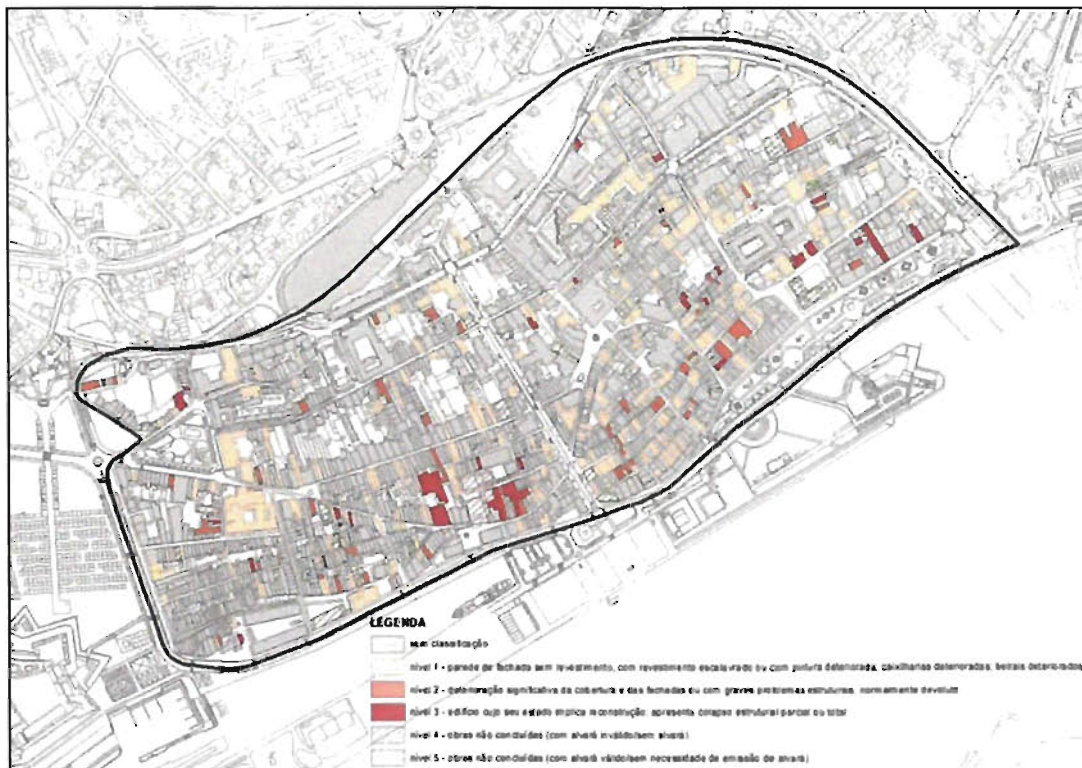 LEGENDA
sem classificação
nível 1 - parede de fachada sem revestimento, com revestimento escalavrado ou com pintura deteriorada, caixilharias deterioradas, beirais deteriorados
nível 2 - deterioração significativa da cobertura e das fachadas ou com graves problemas estruturais, normamente devolutt
nível 3 - edifício cujo seu estado implica reconstrução, apresenta colapso estrutural parcial ou total
nível 4 - obras não concluídas (com alvará inválido/sem alvará)
nível 5 - obras não concluídas (com alvará válido/sem necessidade de emissão de alvará)